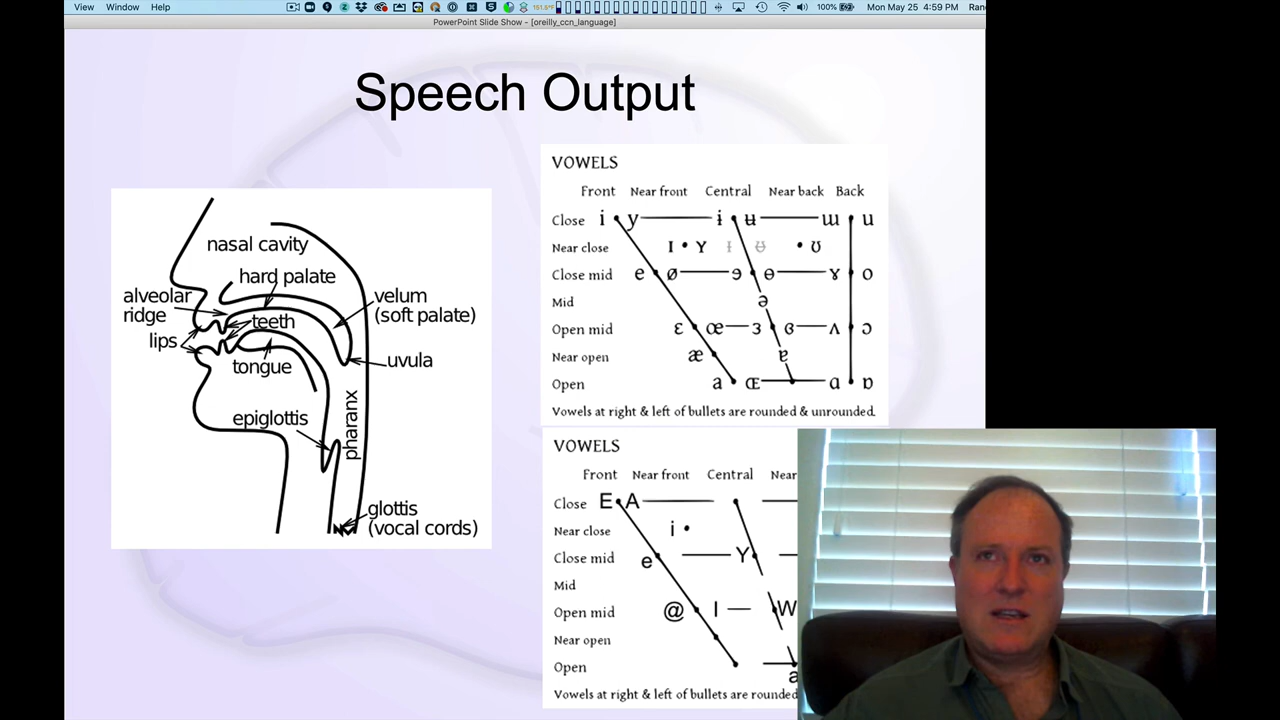 View Window Help 151.8°F 100% Mon May 25 4:59 PM Ran
PowerPoint Slide Show - [oreilly_ccn_language]
Speech Output
nasal cavity
hard palate
alveolar
ridge
velum
(soft palate)
teeth
lips
uvula
tongue
epiglottis
pharanx
glottis
(vocal cords)
VOWELS
Front Near front Central Near back Back
Close i y ɨ ʉ ɯ u
Near close ɪ ʏ ɪ̵ ʊ̵ ʊ
Close mid e ø ɘ ɵ ɤ o
Mid ə
Open mid ɛ œ ɜ ɞ ʌ ɔ
Near open æ ɐ
Open a ɶ ɑ ɒ
Vowels at right & left of bullets are rounded & unrounded.
VOWELS
Front Near front Central Near
Close E A
Near close i
Close mid e Y
Mid
Open mid @ I W
Near open
Open a
Vowels at right & left of bullets are rounded